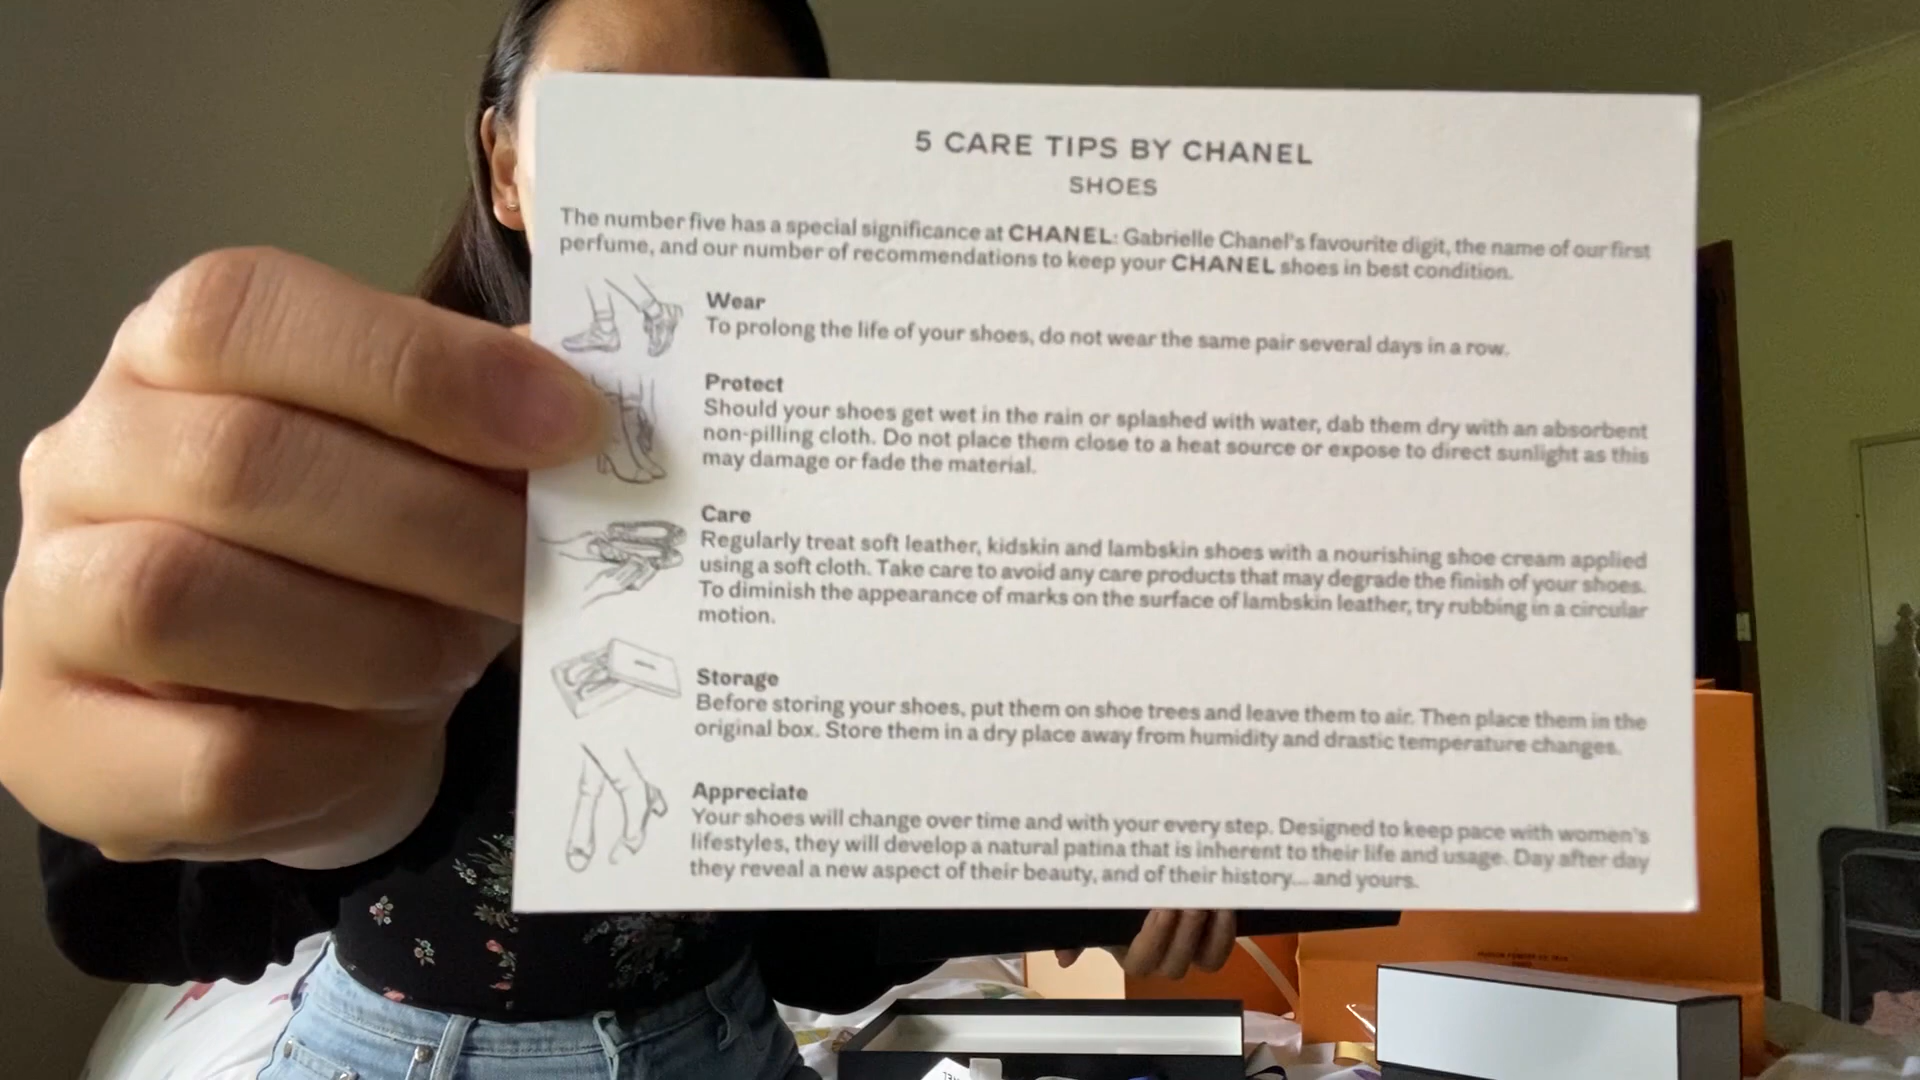 5 CARE TIPS BY CHANEL
SHOES
The number five has a special significance at CHANEL: Gabrielle Chanel's favourite digit, the name of our first
perfume, and our number of recommendations to keep your CHANEL shoes in best condition.
Wear
To prolong the life of your shoes, do not wear the same pair several days in a row.
Protect
Should your shoes get wet in the rain or splashed with water, dab them dry with an absorbent
non-pilling cloth. Do not place them close to a heat source or expose to direct sunlight as this
may damage or fade the material.
Care
Regularly treat soft leather, kidskin and lambskin shoes with a nourishing shoe cream applied
using a soft cloth. Take care to avoid any care products that may degrade the finish of your shoes.
To diminish the appearance of marks on the surface of lambskin leather, try rubbing in a circular
motion.
Storage
Before storing your shoes, put them on shoe trees and leave them to air. Then place them in the
original box. Store them in a dry place away from humidity and drastic temperature changes.
Appreciate
Your shoes will change over time and with your every step. Designed to keep pace with women's
lifestyles, they will develop a natural patina that is inherent to their life and usage. Day after day
they reveal a new aspect of their beauty, and of their history... and yours.